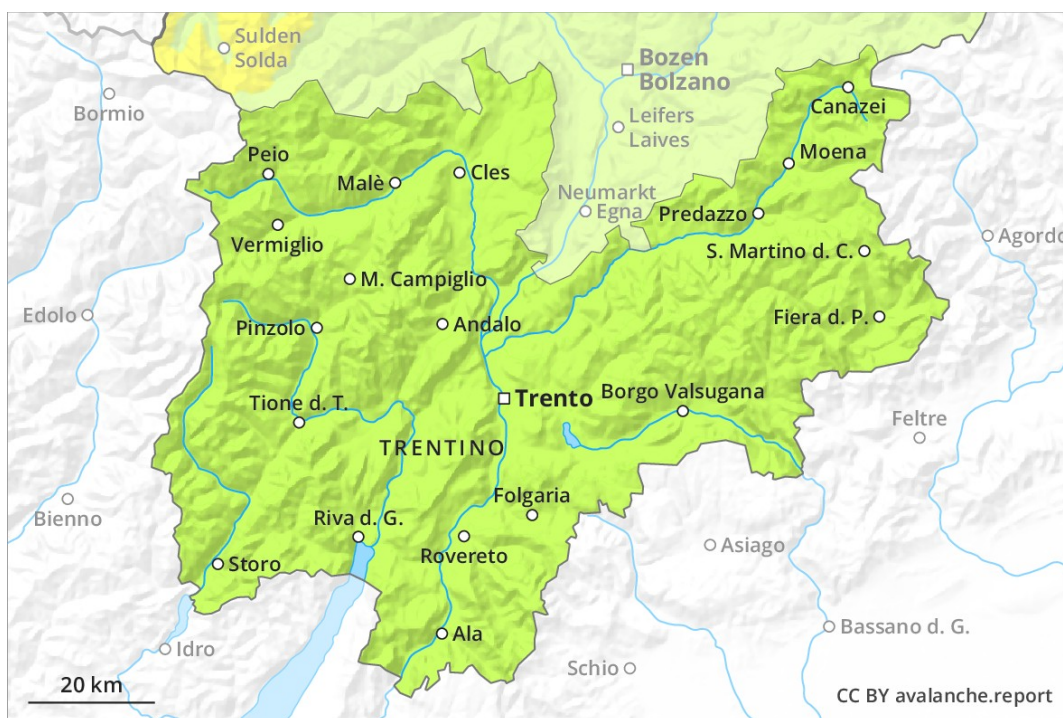 Sulden
Solda
Bozen
Bolzano
Bormio
Canazei
Leifers
Laives
Peio
Malè
Cles
Moena
Neumarkt
Egna
Predazzo
Vermiglio
S. Martino d. C.
Agordo
M. Campiglio
Edolo
Pinzolo
Andalo
Fiera d. P.
Trento
Borgo Valsugana
Tione d. T.
Feltre
TRENTINO
Bienno
Folgaria
Riva d. G.
Rovereto
Asiago
Storo
Ala
Bassano d. G.
Idro
Schio
20 km
CC BY avalanche.report